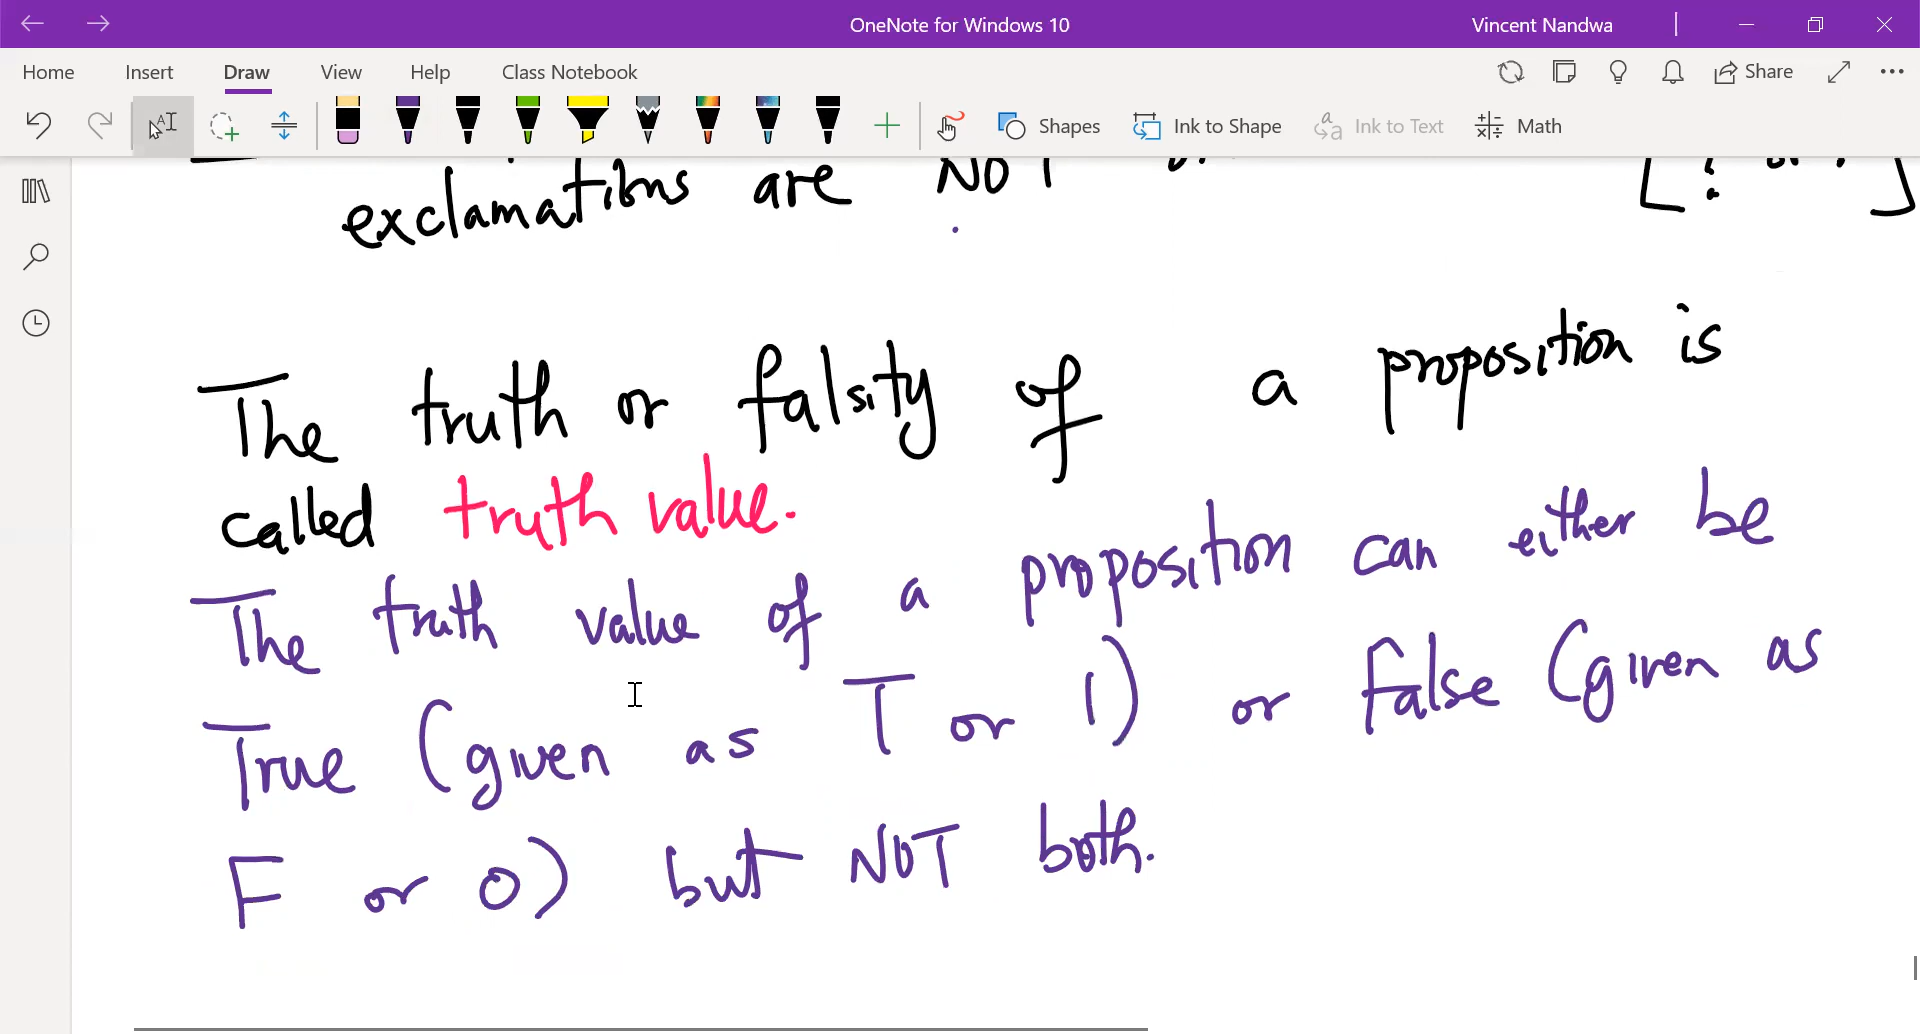 OneNote for Windows 10
Vincent Nandwa
Home Insert Draw View Help Class Notebook
Share
Shapes Ink to Shape Ink to Text Math
exclamations are NOT
The truth or falsity of a proposition is
called truth value.
The truth value of a proposition can either be
True (given as T or 1) or false (given as
F or 0) but NOT both.